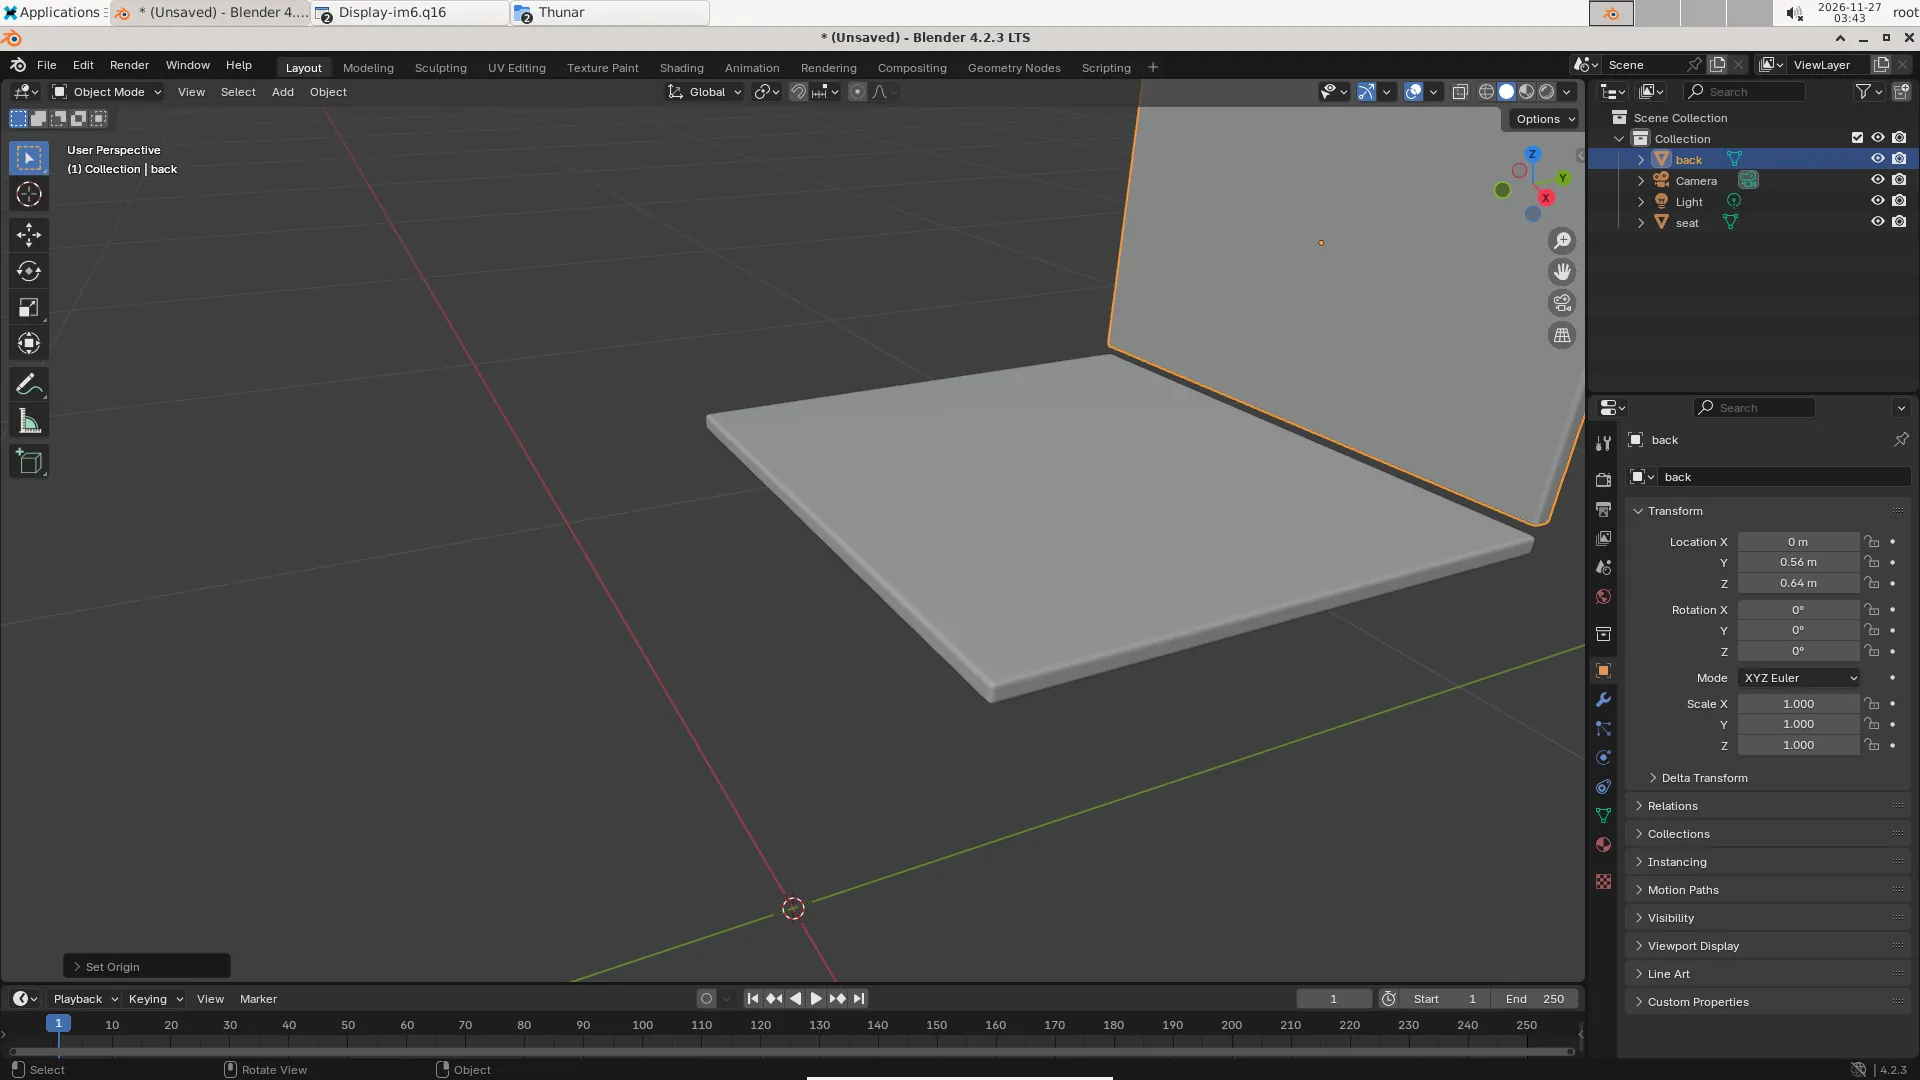 Applications
* (Unsaved) - Blender 4....
2
Display-im6.q16
2
Thunar
2026-11-27
03:43
root
* (Unsaved) - Blender 4.2.3 LTS
File Edit Render Window Help
Layout Modeling Sculpting UV Editing Texture Paint Shading Animation Rendering Compositing Geometry Nodes Scripting +
Scene
ViewLayer
Object Mode View Select Add Object
Global
Search
Options
User Perspective
(1) Collection | back
Z
Y
X
Scene Collection
Collection
back
Camera
Light
seat
Search
back
back
Transform
Location X 0 m
Y 0.56 m
Z 0.64 m
Rotation X 0°
Y 0°
Z 0°
Mode XYZ Euler
Scale X 1.000
Y 1.000
Z 1.000
Delta Transform
Relations
Collections
Instancing
Motion Paths
Visibility
Viewport Display
Line Art
Custom Properties
Set Origin
Playback Keying View Marker
1 Start 1 End 250
1 10 20 30 40 50 60 70 80 90 100 110 120 130 140 150 160 170 180 190 200 210 220 230 240 250
Select Rotate View Object
4.2.3